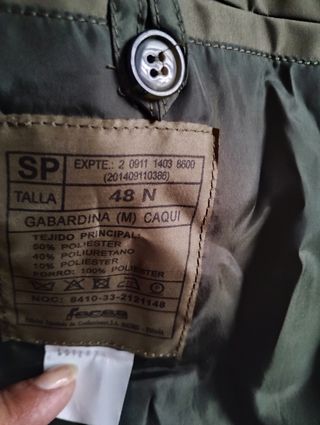 SP
EXPTE.: 2 0911 1403 8600
(201409110386)
TALLA
48 N
GABARDINA (M) CAQUI
TEJIDO PRINCIPAL:
50% POLIESTER
40% POLIURETANO
10% POLIESTER
FORRO: 100% POLIESTER
NOC: 8410-33-2121148
fecsa